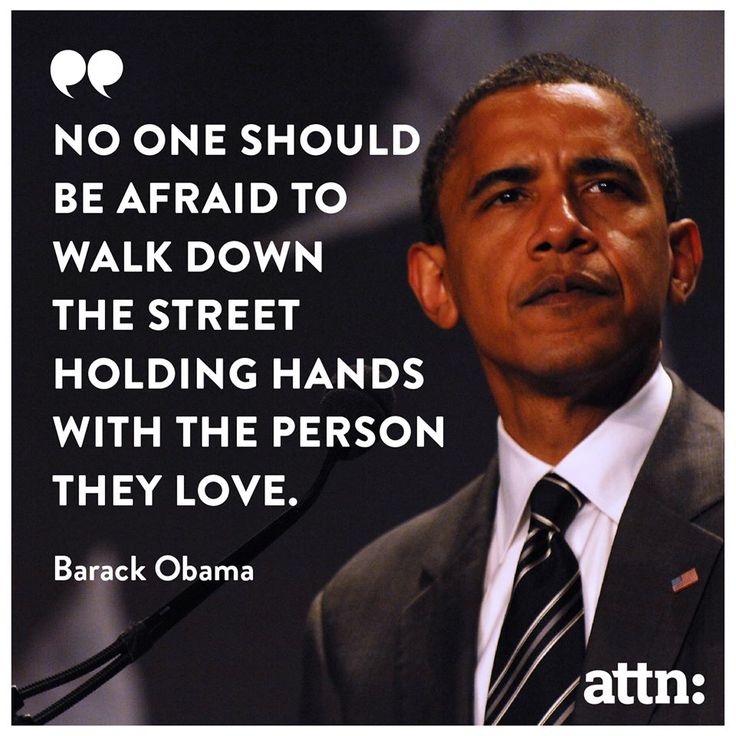 NO ONE SHOULD
BE AFRAID TO
WALK DOWN
THE STREET
HOLDING HANDS
WITH THE PERSON
THEY LOVE.
Barack Obama
attn: